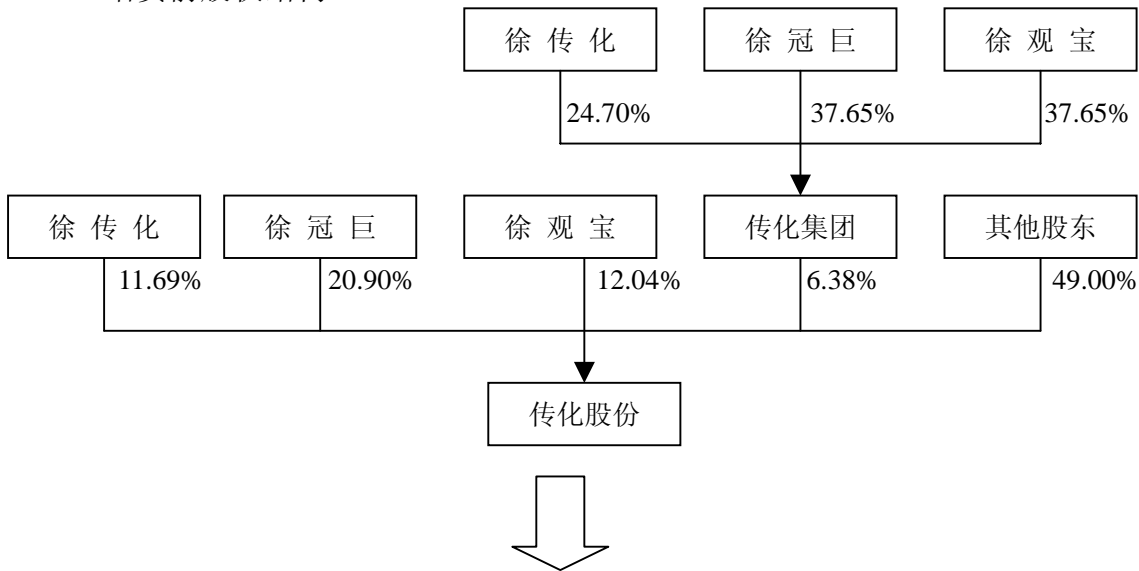 徐 传 化
徐 冠 巨
徐 观 宝
24.70%
37.65%
37.65%
徐 传 化
徐 冠 巨
徐 观 宝
传化集团
其他股东
11.69%
20.90%
12.04%
6.38%
49.00%
传化股份